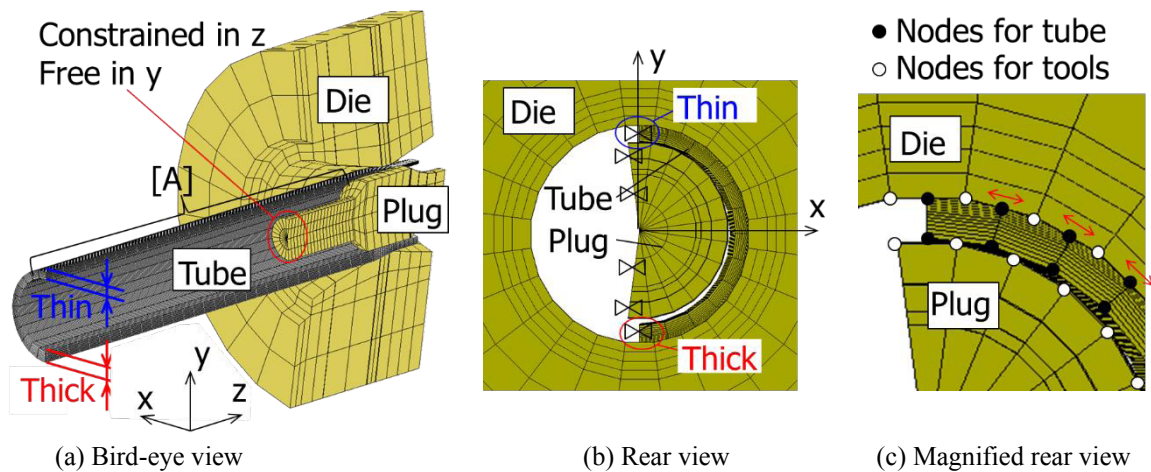 Constrained in z
Free in y
Die
[A]
Plug
Tube
Thin
Thick
y
x
z
(a) Bird-eye view
y
Die
Thin
Tube
Plug
x
Thick
(b) Rear view
Nodes for tube
Nodes for tools
Die
Plug
(c) Magnified rear view